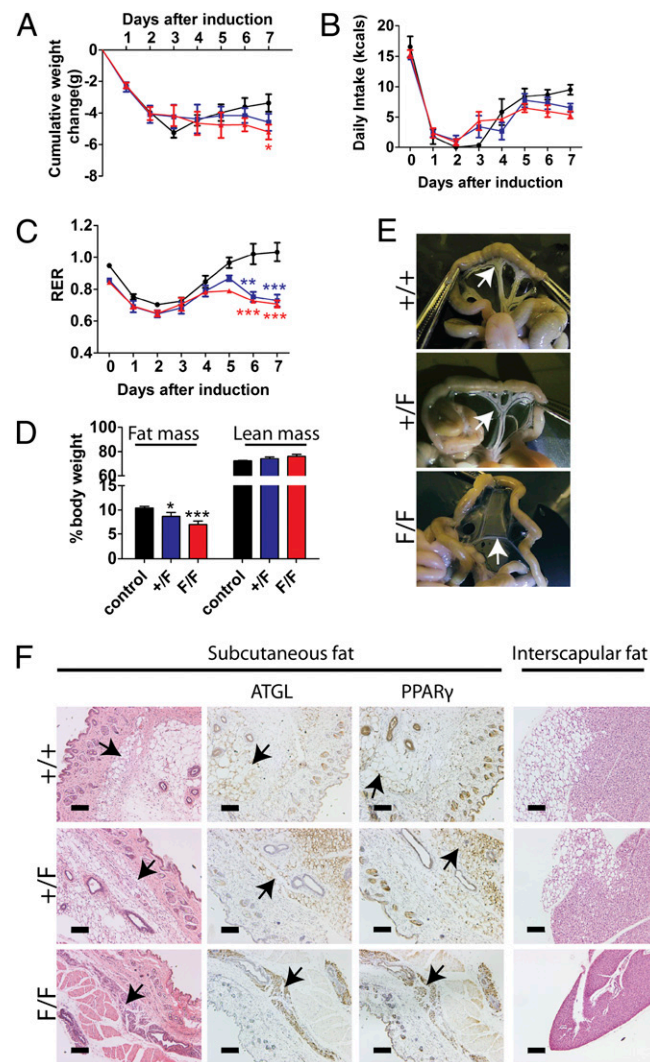 A
Days after induction
1 2 3 4 5 6 7
0
-2
-4
-6
-8
Cumulative weight
change(g)
*
B
Daily Intake (kcals)
20
15
10
5
0
0 1 2 3 4 5 6 7
Days after induction
C
RER
1.2
1.0
0.8
0.6
0.4
** ***
*** ***
0 1 2 3 4 5 6 7
Days after induction
D
% body weight
Fat mass Lean mass
100
80
60
15
10
5
0
* ***
control +/F F/F control +/F F/F
E
+/+
+/F
F/F
F
Subcutaneous fat Interscapular fat
ATGL PPARγ
+/+
+/F
F/F